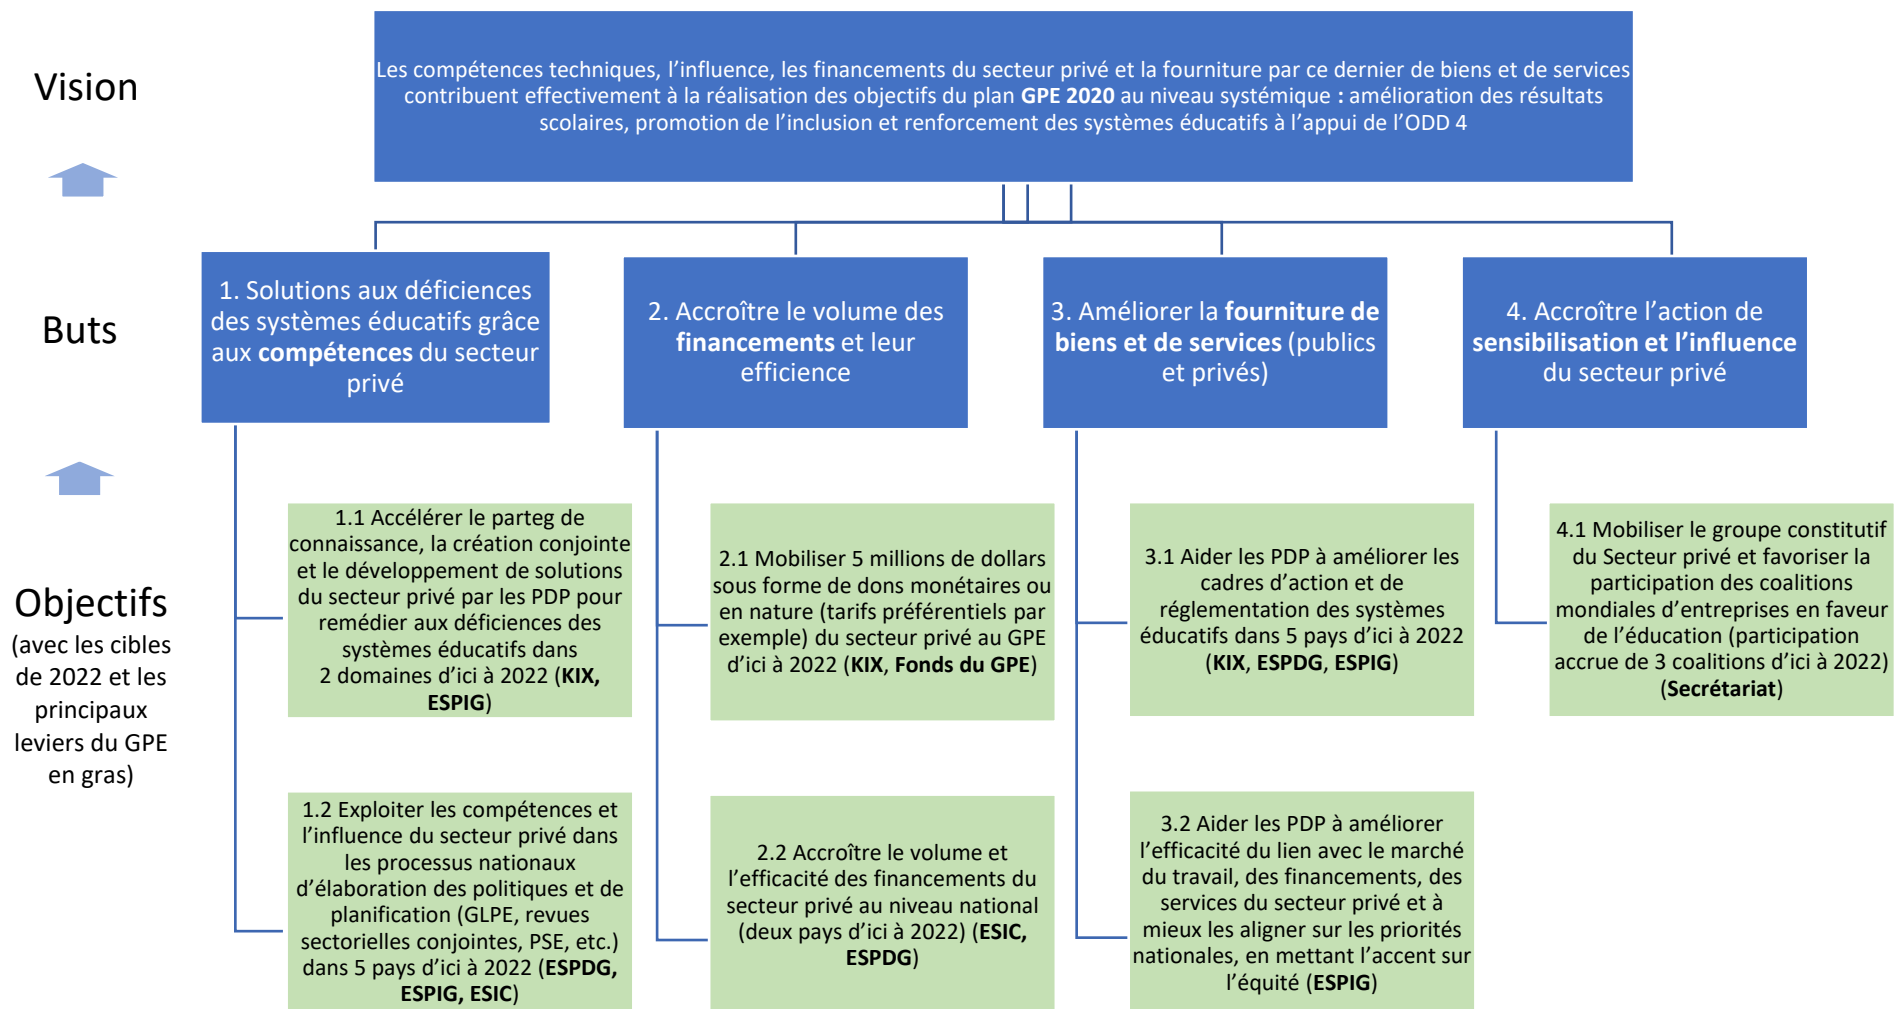 Vision
Les compétences techniques, l’influence, les financements du secteur privé et la fourniture par ce dernier de biens et de services
contribuent effectivement à la réalisation des objectifs du plan GPE 2020 au niveau systémique : amélioration des résultats
scolaires, promotion de l’inclusion et renforcement des systèmes éducatifs à l’appui de l’ODD 4
Buts
1. Solutions aux déficiences
des systèmes éducatifs grâce
aux compétences du secteur
privé
2. Accroître le volume des
financements et leur
efficience
3. Améliorer la fourniture de
biens et de services (publics
et privés)
4. Accroître l’action de
sensibilisation et l’influence
du secteur privé
Objectifs
(avec les cibles
de 2022 et les
principaux
leviers du GPE
en gras)
1.1 Accélérer le parteg de
connaissance, la création conjointe
et le développement de solutions
du secteur privé par les PDP pour
remédier aux déficiences des
systèmes éducatifs dans
2 domaines d’ici à 2022 (KIX,
ESPIG)
2.1 Mobiliser 5 millions de dollars
sous forme de dons monétaires ou
en nature (tarifs préférentiels par
exemple) du secteur privé au GPE
d’ici à 2022 (KIX, Fonds du GPE)
3.1 Aider les PDP à améliorer les
cadres d’action et de
réglementation des systèmes
éducatifs dans 5 pays d’ici à 2022
(KIX, ESPDG, ESPIG)
4.1 Mobiliser le groupe constitutif
du Secteur privé et favoriser la
participation des coalitions
mondiales d’entreprises en faveur
de l’éducation (participation
accrue de 3 coalitions d’ici à 2022)
(Secrétariat)
1.2 Exploiter les compétences et
l’influence du secteur privé dans
les processus nationaux
d’élaboration des politiques et de
planification (GLPE, revues
sectorielles conjointes, PSE, etc.)
dans 5 pays d’ici à 2022 (ESPDG,
ESPIG, ESIC)
2.2 Accroître le volume et
l’efficacité des financements du
secteur privé au niveau national
(deux pays d’ici à 2022) (ESIC,
ESPDG)
3.2 Aider les PDP à améliorer
l’efficacité du lien avec le marché
du travail, des financements, des
services du secteur privé et à
mieux les aligner sur les priorités
nationales, en mettant l’accent sur
l’équité (ESPIG)